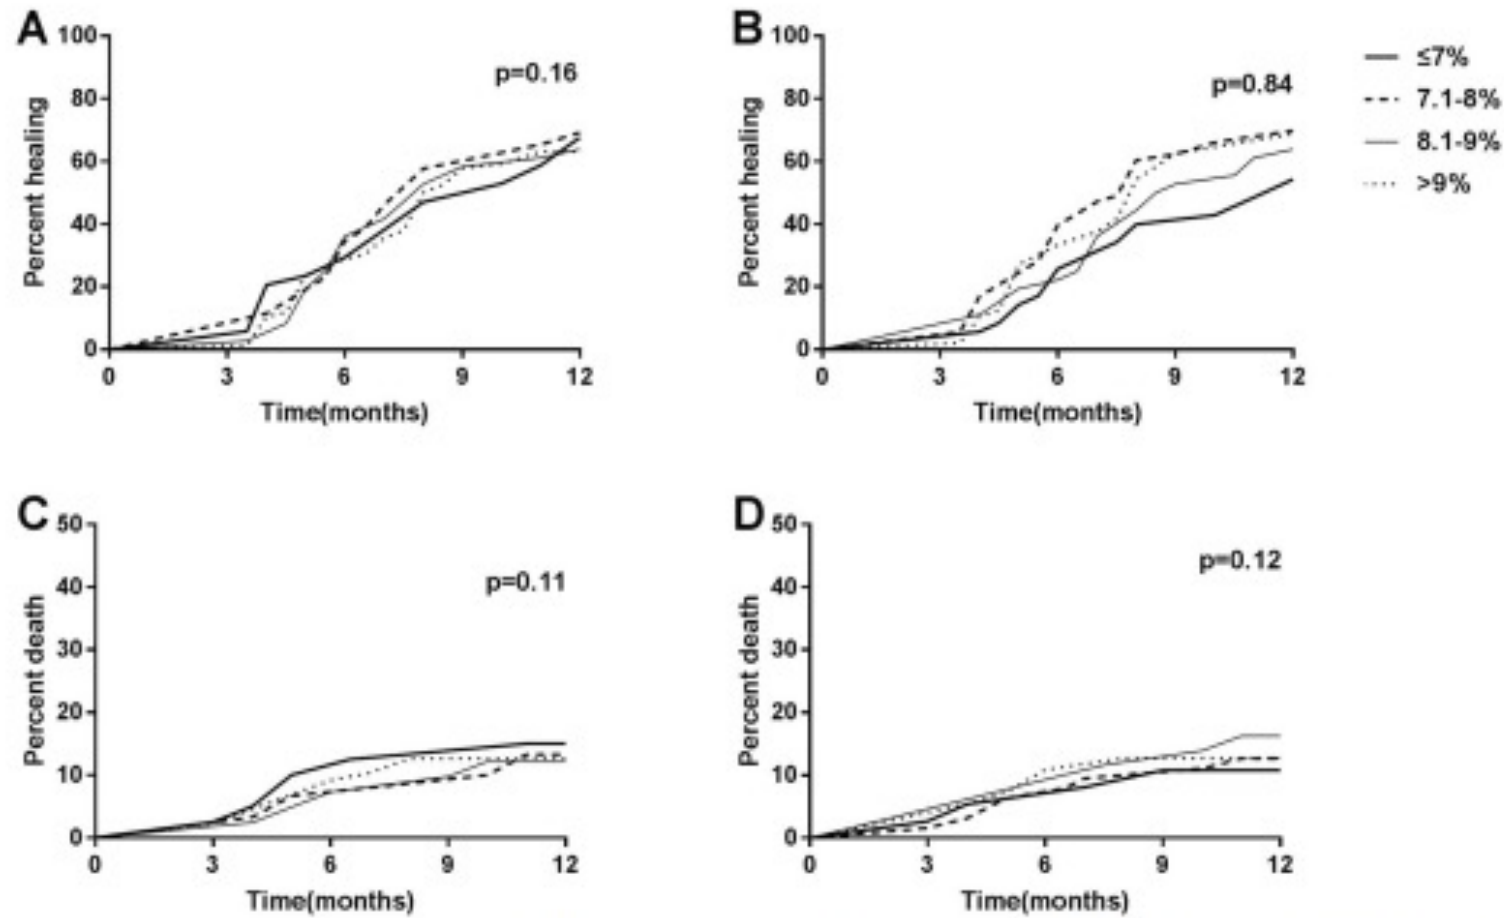 A
100
80
60
40
20
0
Percent healing
p=0.16
0 3 6 9 12
Time(months)
B
100
80
60
40
20
0
Percent healing
p=0.84
0 3 6 9 12
Time(months)
≤7%
7.1-8%
8.1-9%
>9%
C
50
40
30
20
10
0
Percent death
p=0.11
0 3 6 9 12
Time(months)
D
50
40
30
20
10
0
Percent death
p=0.12
0 3 6 9 12
Time(months)